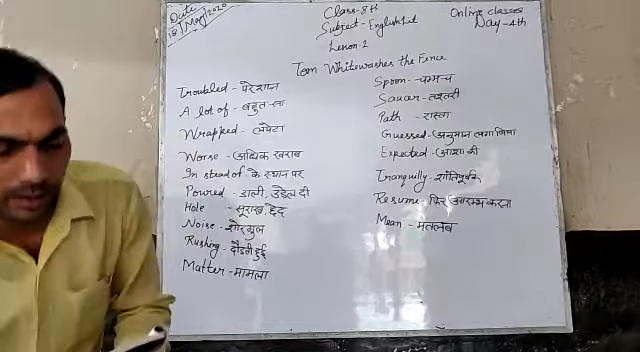 Date
18/May/2020
Class-8th
Subject-English Lit
Lesson-2
Online classes
Day-4th
Tom Whitewashes the Fence
Troubled-परेशान
A lot of-बहुत-सा
Wrapped-लपेटा
Worse-अधिक खराब
In stead of-के स्थान पर
Poured-डाली, उड़ेल दी
Hole-सूराख, छेद
Noise-शोरगुल
Rushing-दौड़ती हुई
Matter-मामला
Spoon-चम्मच
Saucer-तश्तरी
Path-रास्ता
Guessed-अनुमान लगा लिया
Expected-आशा की
Tranquilly-शांतिपूर्वक
Resume-फिर आरम्भ करना
Mean-मतलब